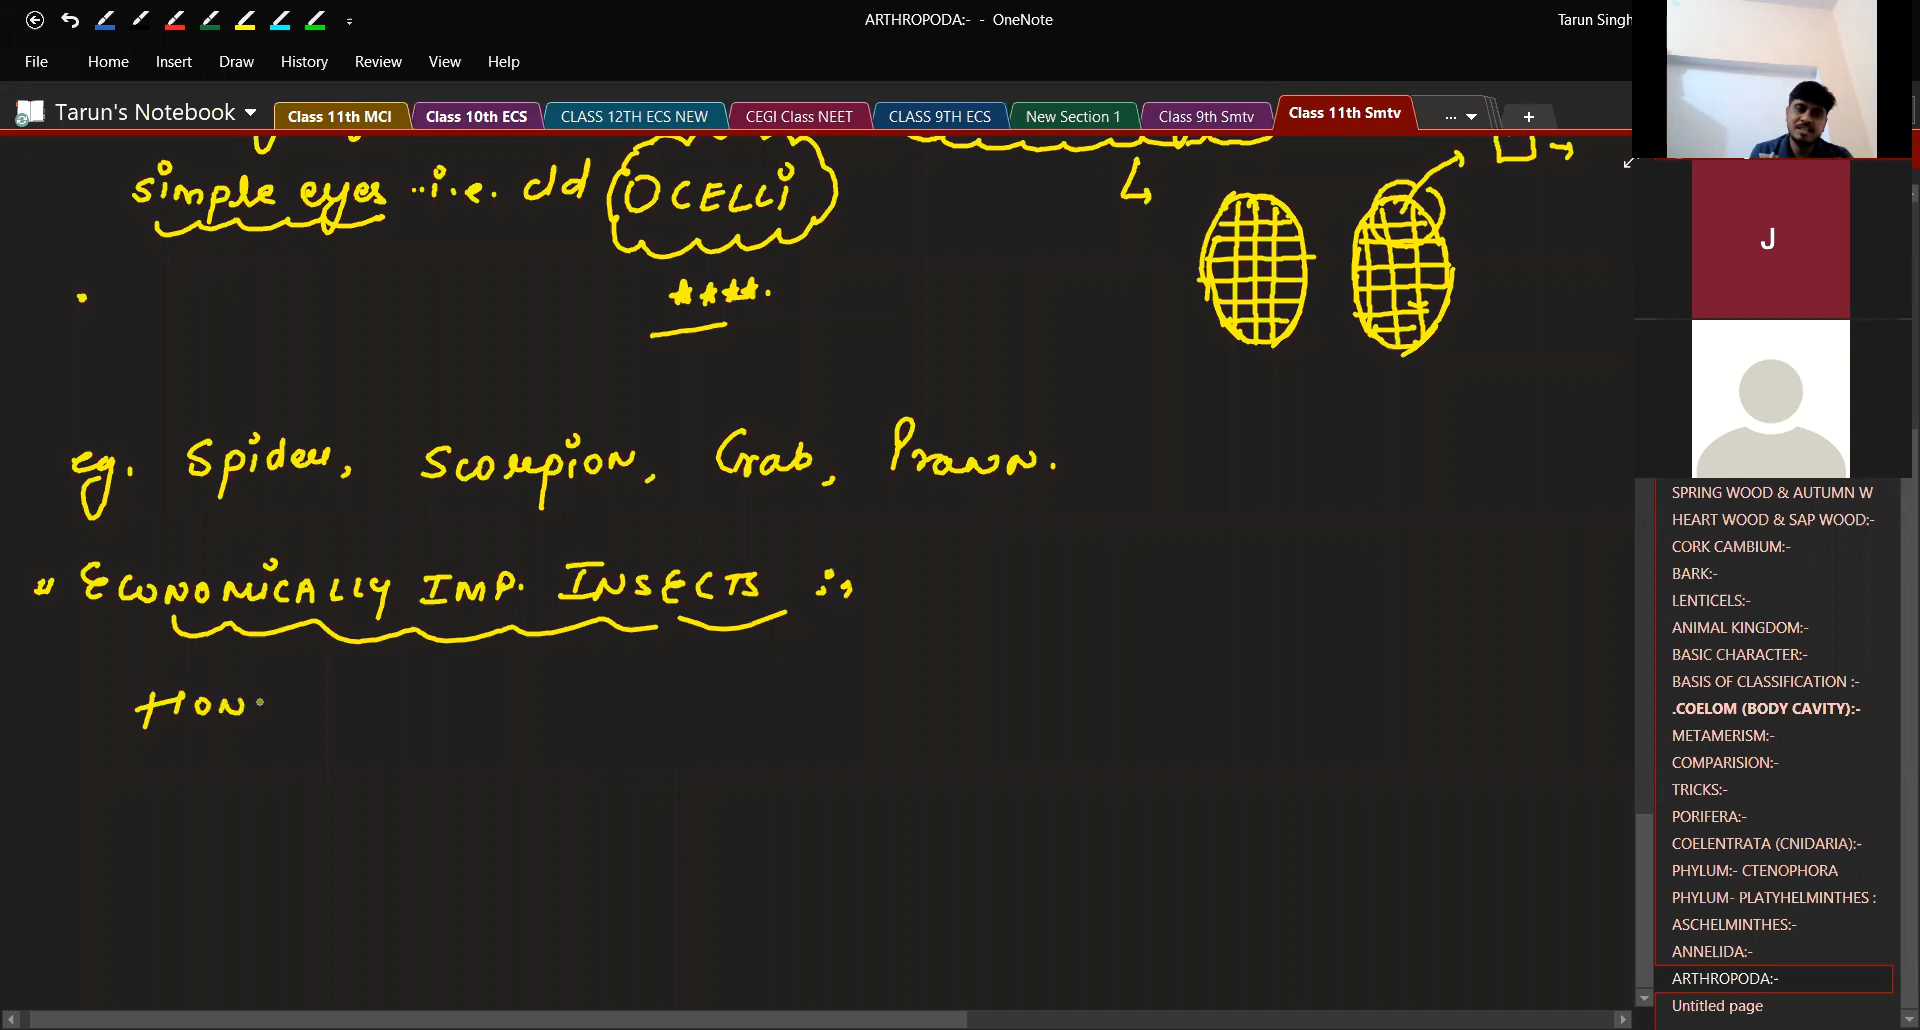 ARTHROPODA:- - OneNote
Tarun Singh
File Home Insert Draw History Review View Help
Tarun's Notebook
Class 11th MCI
Class 10th ECS
CLASS 12TH ECS NEW
CEGI Class NEET
CLASS 9TH ECS
New Section 1
Class 9th Smtv
Class 11th Smtv
... +
simple eyes i.e. cld OCELLI
J
eg. Spider, Scorpion, Crab, Prawn.
" ECONOMICALLY IMP. INSECTS :,
HON
SPRING WOOD & AUTUMN W
HEART WOOD & SAP WOOD:-
CORK CAMBIUM:-
BARK:-
LENTICELS:-
ANIMAL KINGDOM:-
BASIC CHARACTER:-
BASIS OF CLASSIFICATION :-
.COELOM (BODY CAVITY):-
METAMERISM:-
COMPARISION:-
TRICKS:-
PORIFERA:-
COELENTRATA (CNIDARIA):-
PHYLUM:- CTENOPHORA
PHYLUM- PLATYHELMINTHES :
ASCHELMINTHES:-
ANNELIDA:-
ARTHROPODA:-
Untitled page